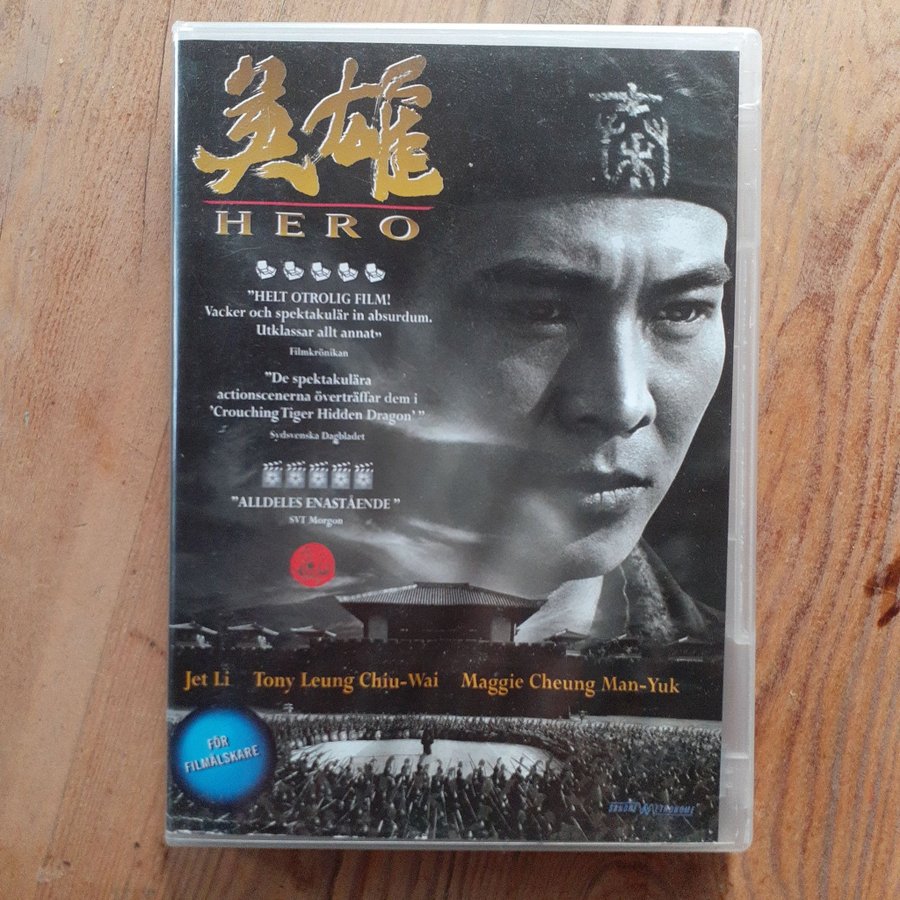 英雄
HERO
"HELT OTROLIG FILM!
Vacker och spektakulär in absurdum.
Utklassar allt annat"
Filmkrönikan
"De spektakulära
actionscenerna överträffar dem i
'Crouching Tiger Hidden Dragon'"
Sydsvenska Dagbladet
"ALLDELES ENASTÅENDE"
SVT Morgon
Jet Li Tony Leung Chiu-Wai Maggie Cheung Man-Yuk
FÖR
FILMÄLSKARE
SANDREW METRONOME